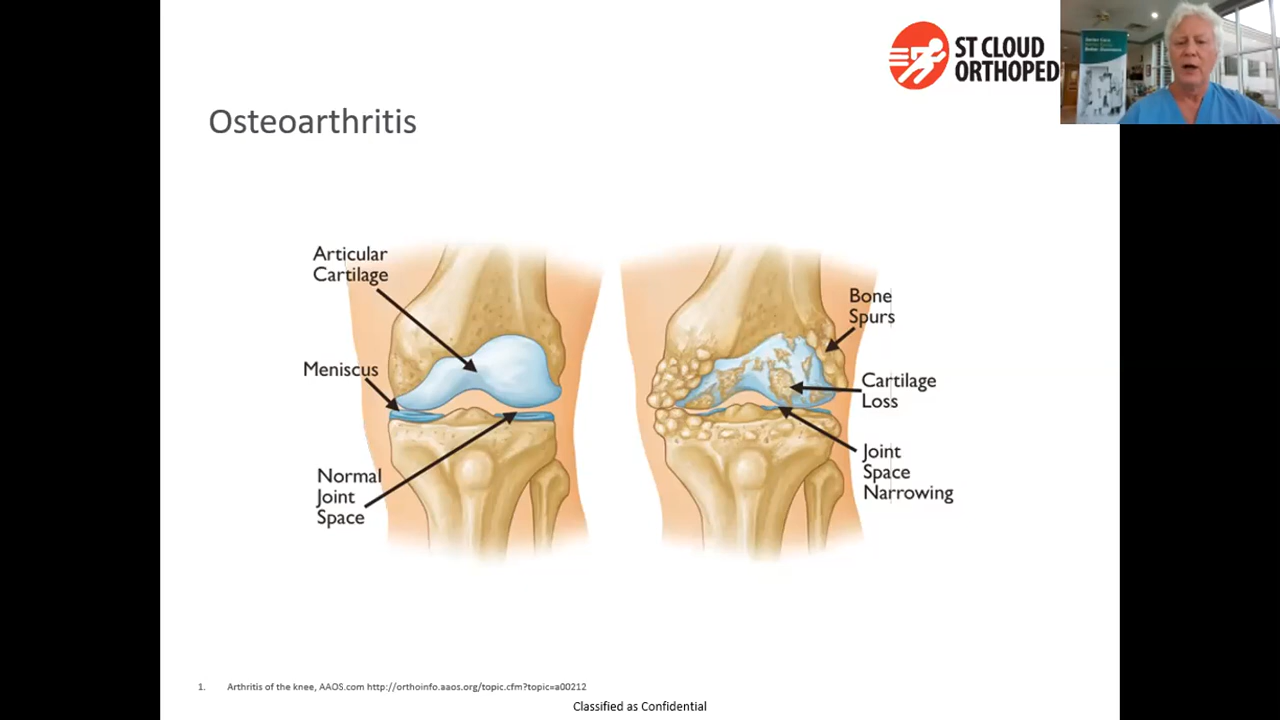 ST CLOUD
ORTHOPED
Osteoarthritis
Articular
Cartilage
Meniscus
Normal
Joint
Space
Bone
Spurs
Cartilage
Loss
Joint
Space
Narrowing
1. Arthritis of the knee, AAOS.com http://orthoinfo.aaos.org/topic.cfm?topic=a00212
Classified as Confidential